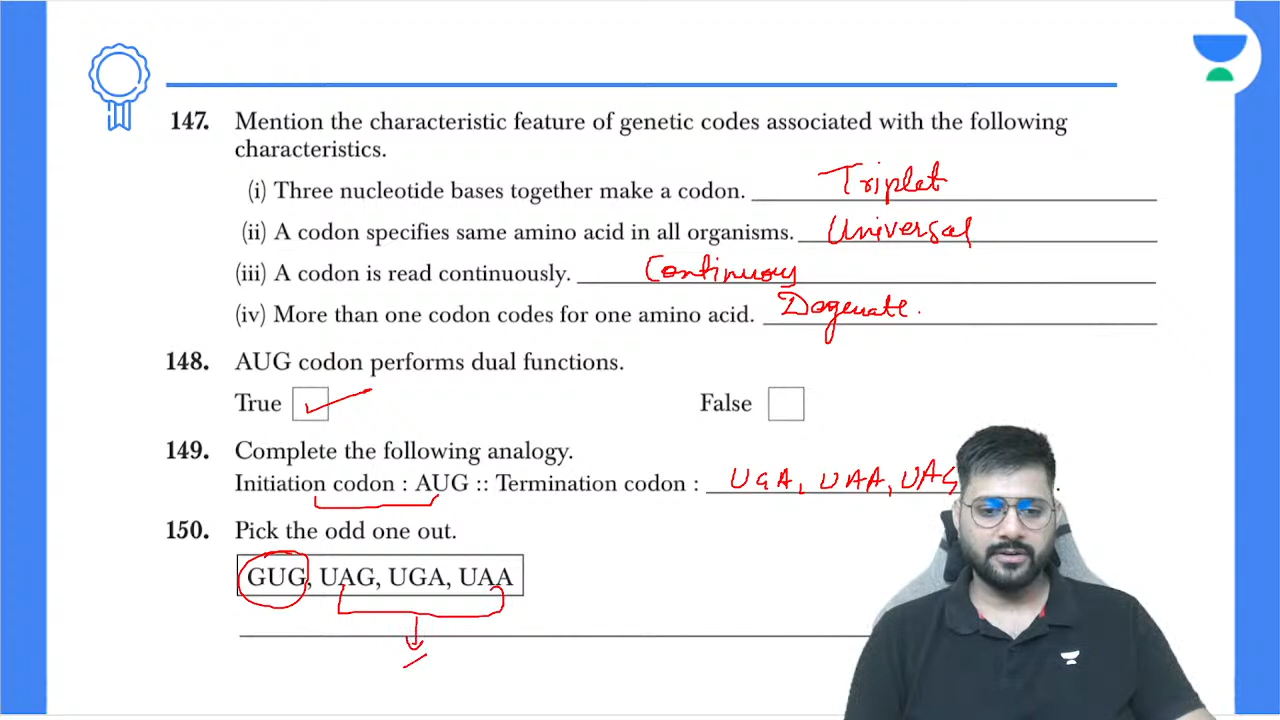 147. Mention the characteristic feature of genetic codes associated with the following
characteristics.
(i) Three nucleotide bases together make a codon. Triplet
(ii) A codon specifies same amino acid in all organisms. Universal
(iii) A codon is read continuously. Continuous
(iv) More than one codon codes for one amino acid. Degenate.
148. AUG codon performs dual functions.
True False
149. Complete the following analogy.
Initiation codon : AUG :: Termination codon : UGA, UAA, UAG .
150. Pick the odd one out.
GUG, UAG, UGA, UAA